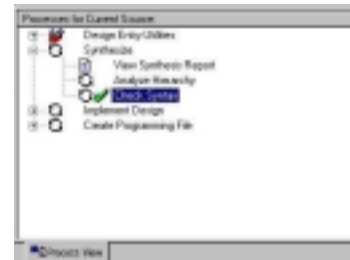 Processes for Current Source:
Design Entry Utilities
Synthesize
View Synthesis Report
Analyze Hierarchy
Check Syntax
Implement Design
Create Programming File
Process View